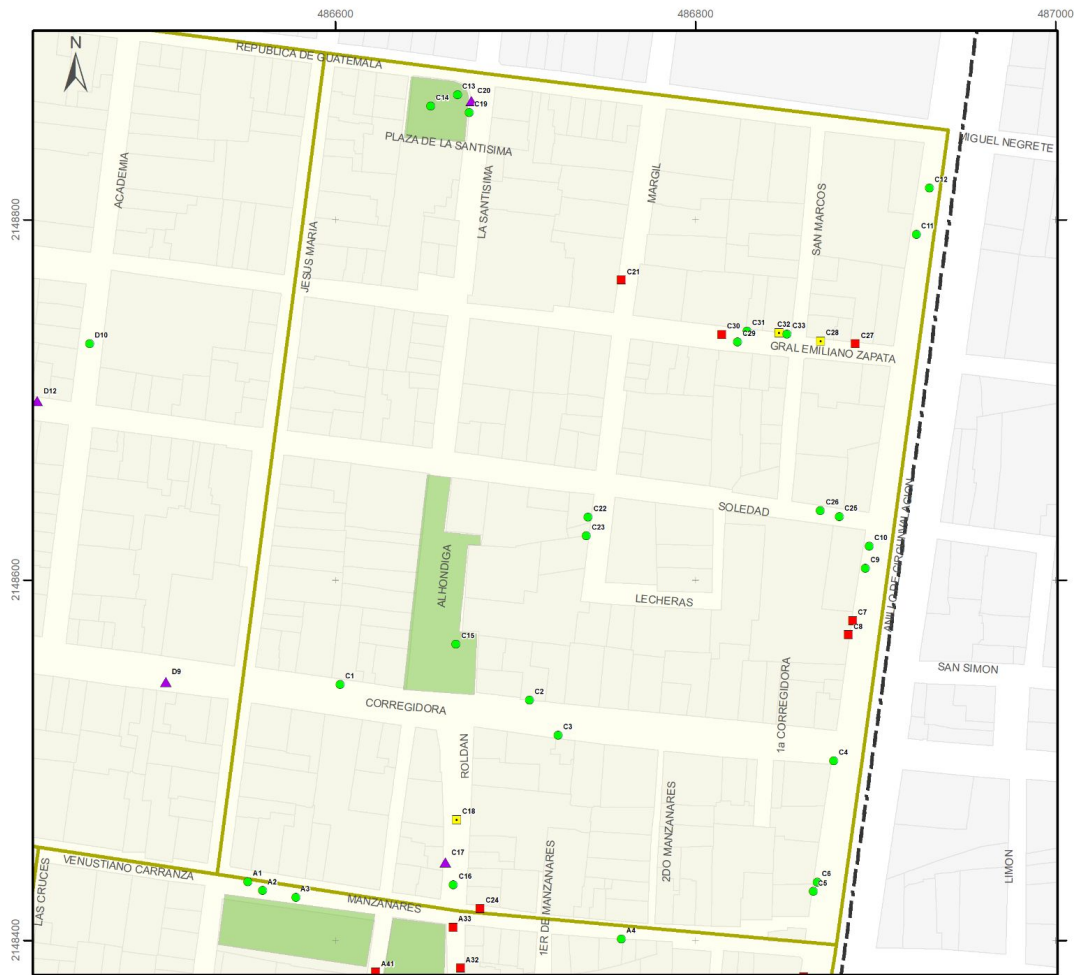 486600
486800
487000
N
REPUBLICA DE GUATEMALA
C13
C14
C20
C19
PLAZA DE LA SANTISIMA
MIGUEL NEGRETE
ACADEMIA
LA SANTISIMA
MARGIL
SAN MARCOS
C12
2148800
C11
JESUS MARIA
C21
D10
C30
C31
C29
C32
C33
C28
C27
GRAL EMILIANO ZAPATA
D12
SOLEDAD
C22
C23
C26
C25
C10
C9
ANILLO DE CIRCUNVALACION
2148600
ALHONDIGA
LECHERAS
C7
C8
C15
D9
C1
C2
CORREGIDORA
C3
1a CORREGIDORA
SAN SIMON
C4
ROLDAN
C18
2DO MANZANARES
C17
C16
1ER DE MANZANARES
LIMON
LAS CRUCES
VENUSTIANO CARRANZA
A1
A2
A3
MANZANARES
C24
C6
C5
A33
A4
2148400
A41
A32